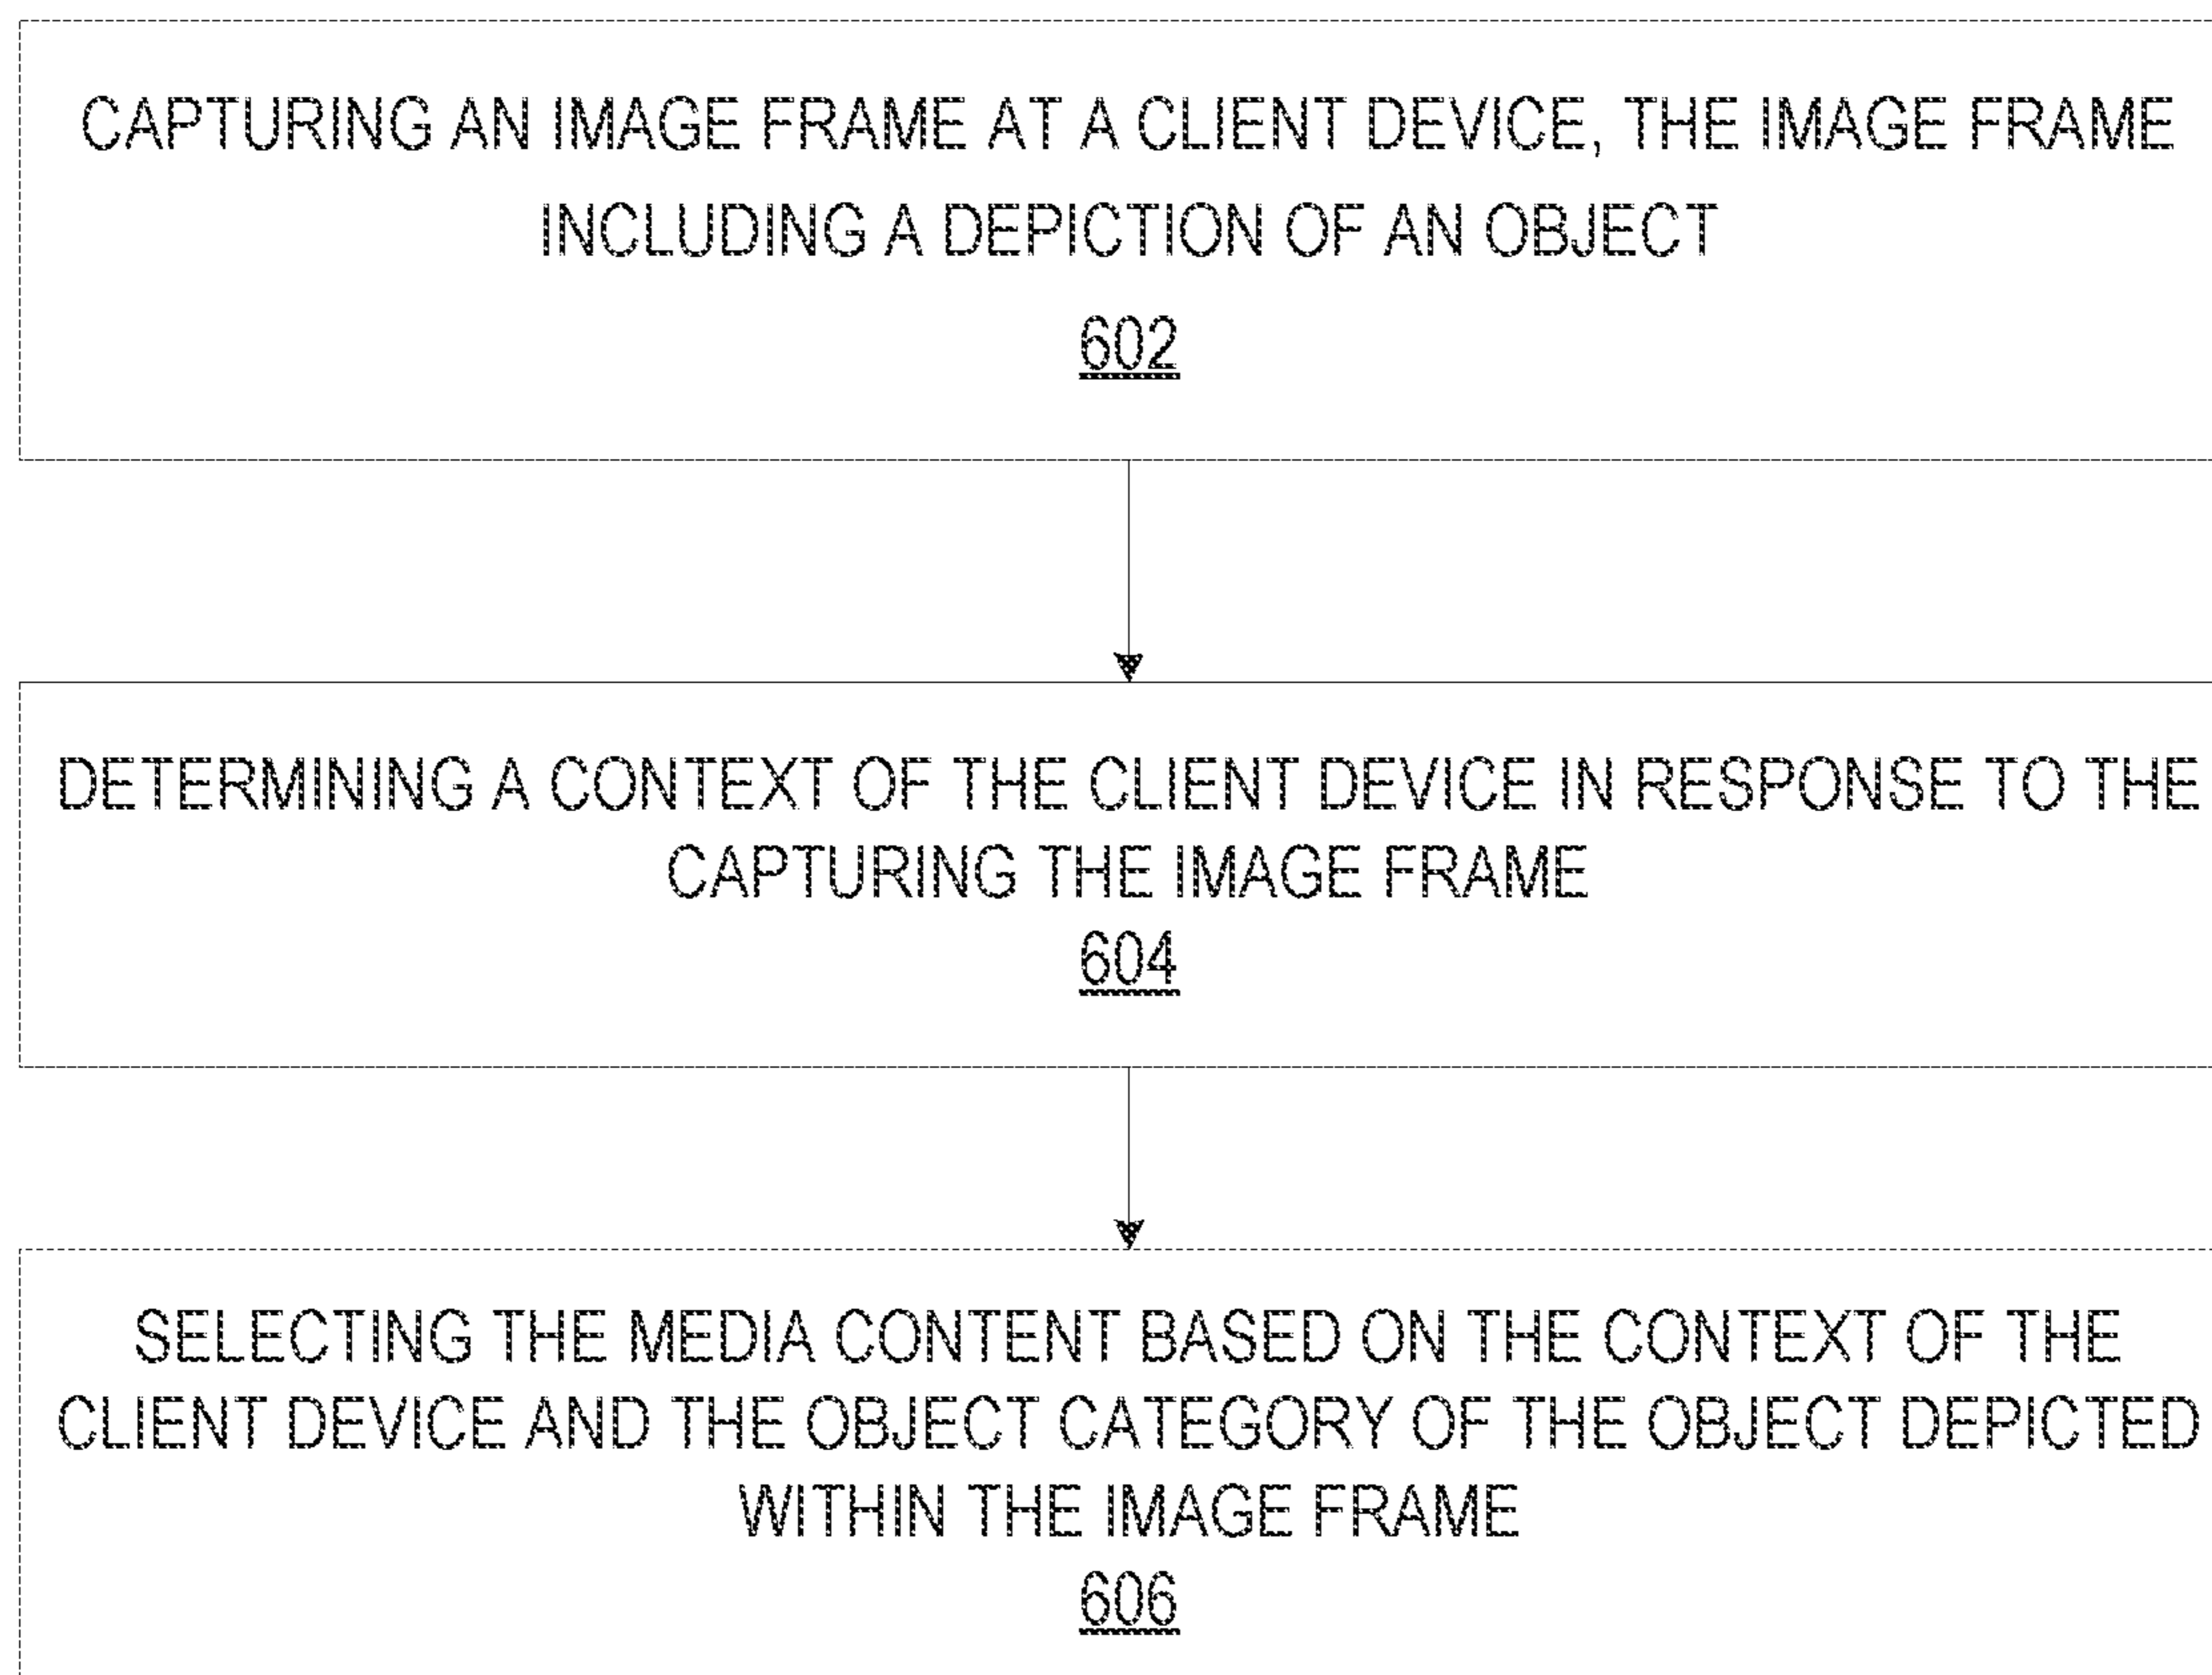 CAPTURING AN IMAGE FRAME AT A CLIENT DEVICE, THE IMAGE FRAME
INCLUDING A DEPICTION OF AN OBJECT
602
DETERMINING A CONTEXT OF THE CLIENT DEVICE IN RESPONSE TO THE
CAPTURING THE IMAGE FRAME
604
SELECTING THE MEDIA CONTENT BASED ON THE CONTEXT OF THE
CLIENT DEVICE AND THE OBJECT CATEGORY OF THE OBJECT DEPICTED
WITHIN THE IMAGE FRAME
606